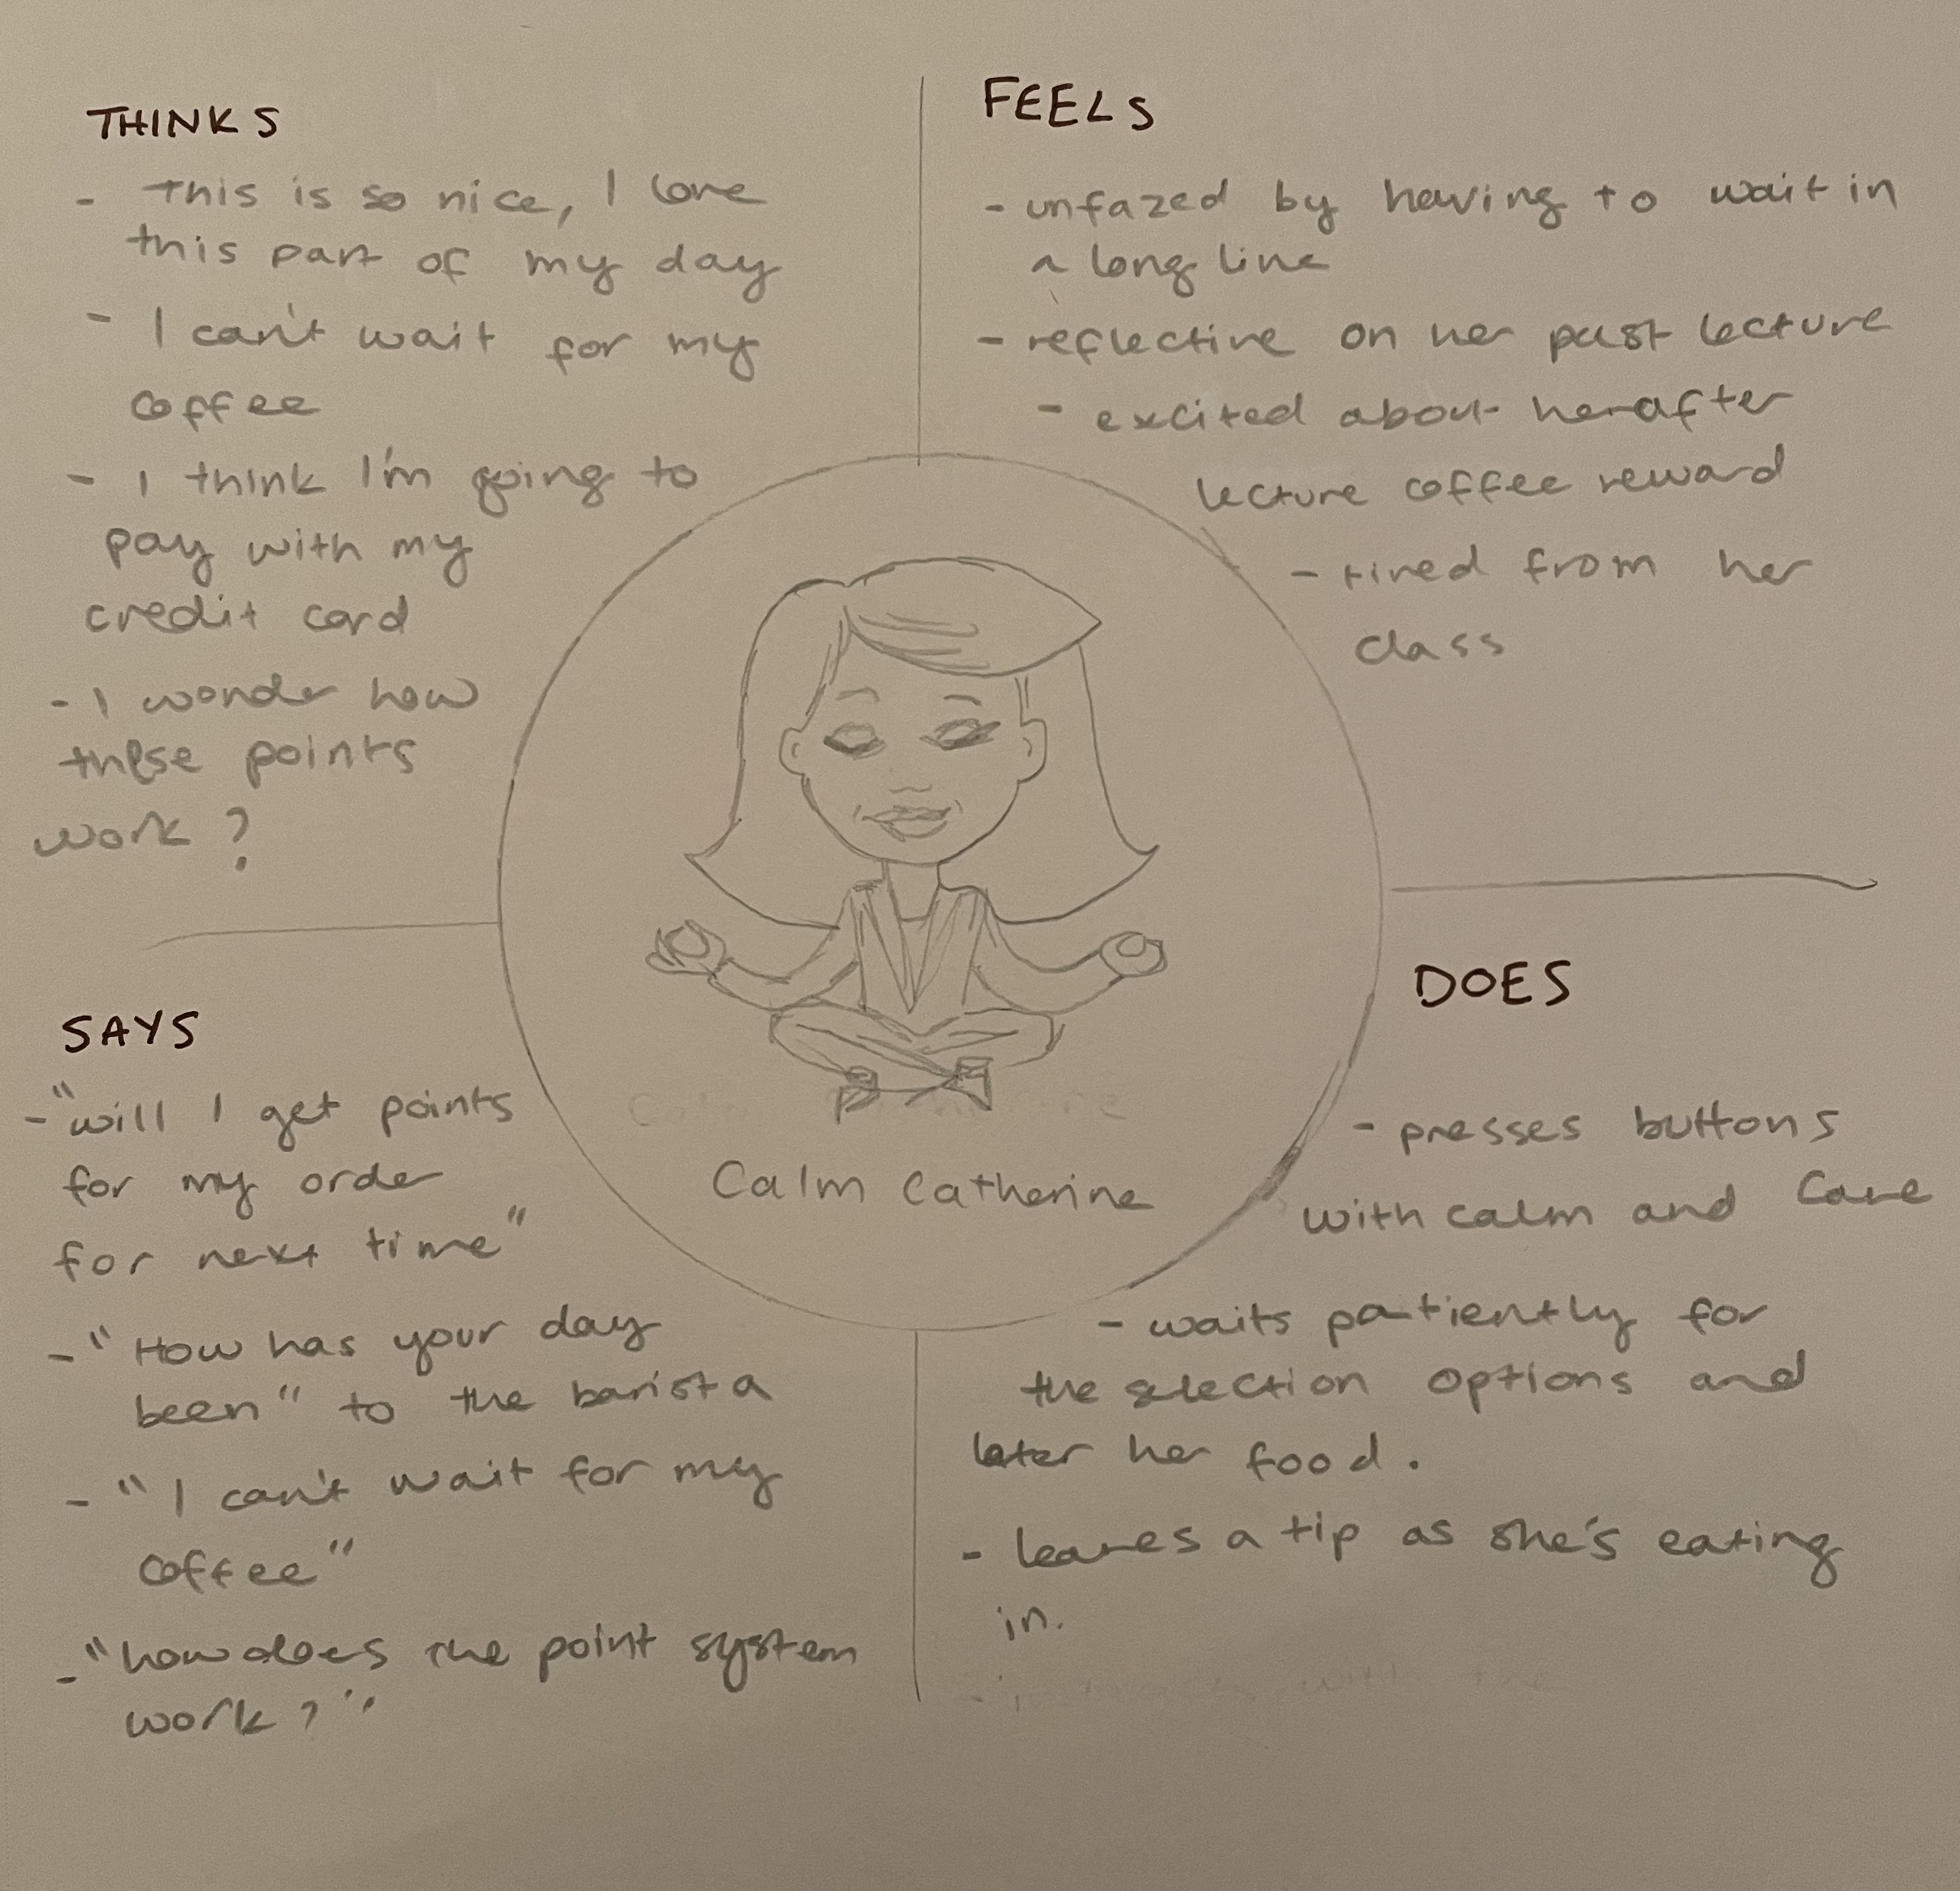 THINKS
- This is so nice, I love
this part of my day
- I can't wait for my
coffee
- I think I'm going to
pay with my
credit card
- I wonder how
these points
work ?
FEELS
- unfazed by having to wait in
a long line
- reflective on her past lecture
- excited about her after
lecture coffee reward
- tired from her
class
Calm Catherine
SAYS
- "will I get points
for my order
for next time"
- "How has your day
been" to the barista
- "I can't wait for my
coffee"
- "how does the point system
work ?"
DOES
- presses buttons
with calm and care
- waits patiently for
the selection options and
later her food.
- leaves a tip as she's eating
in.
with the